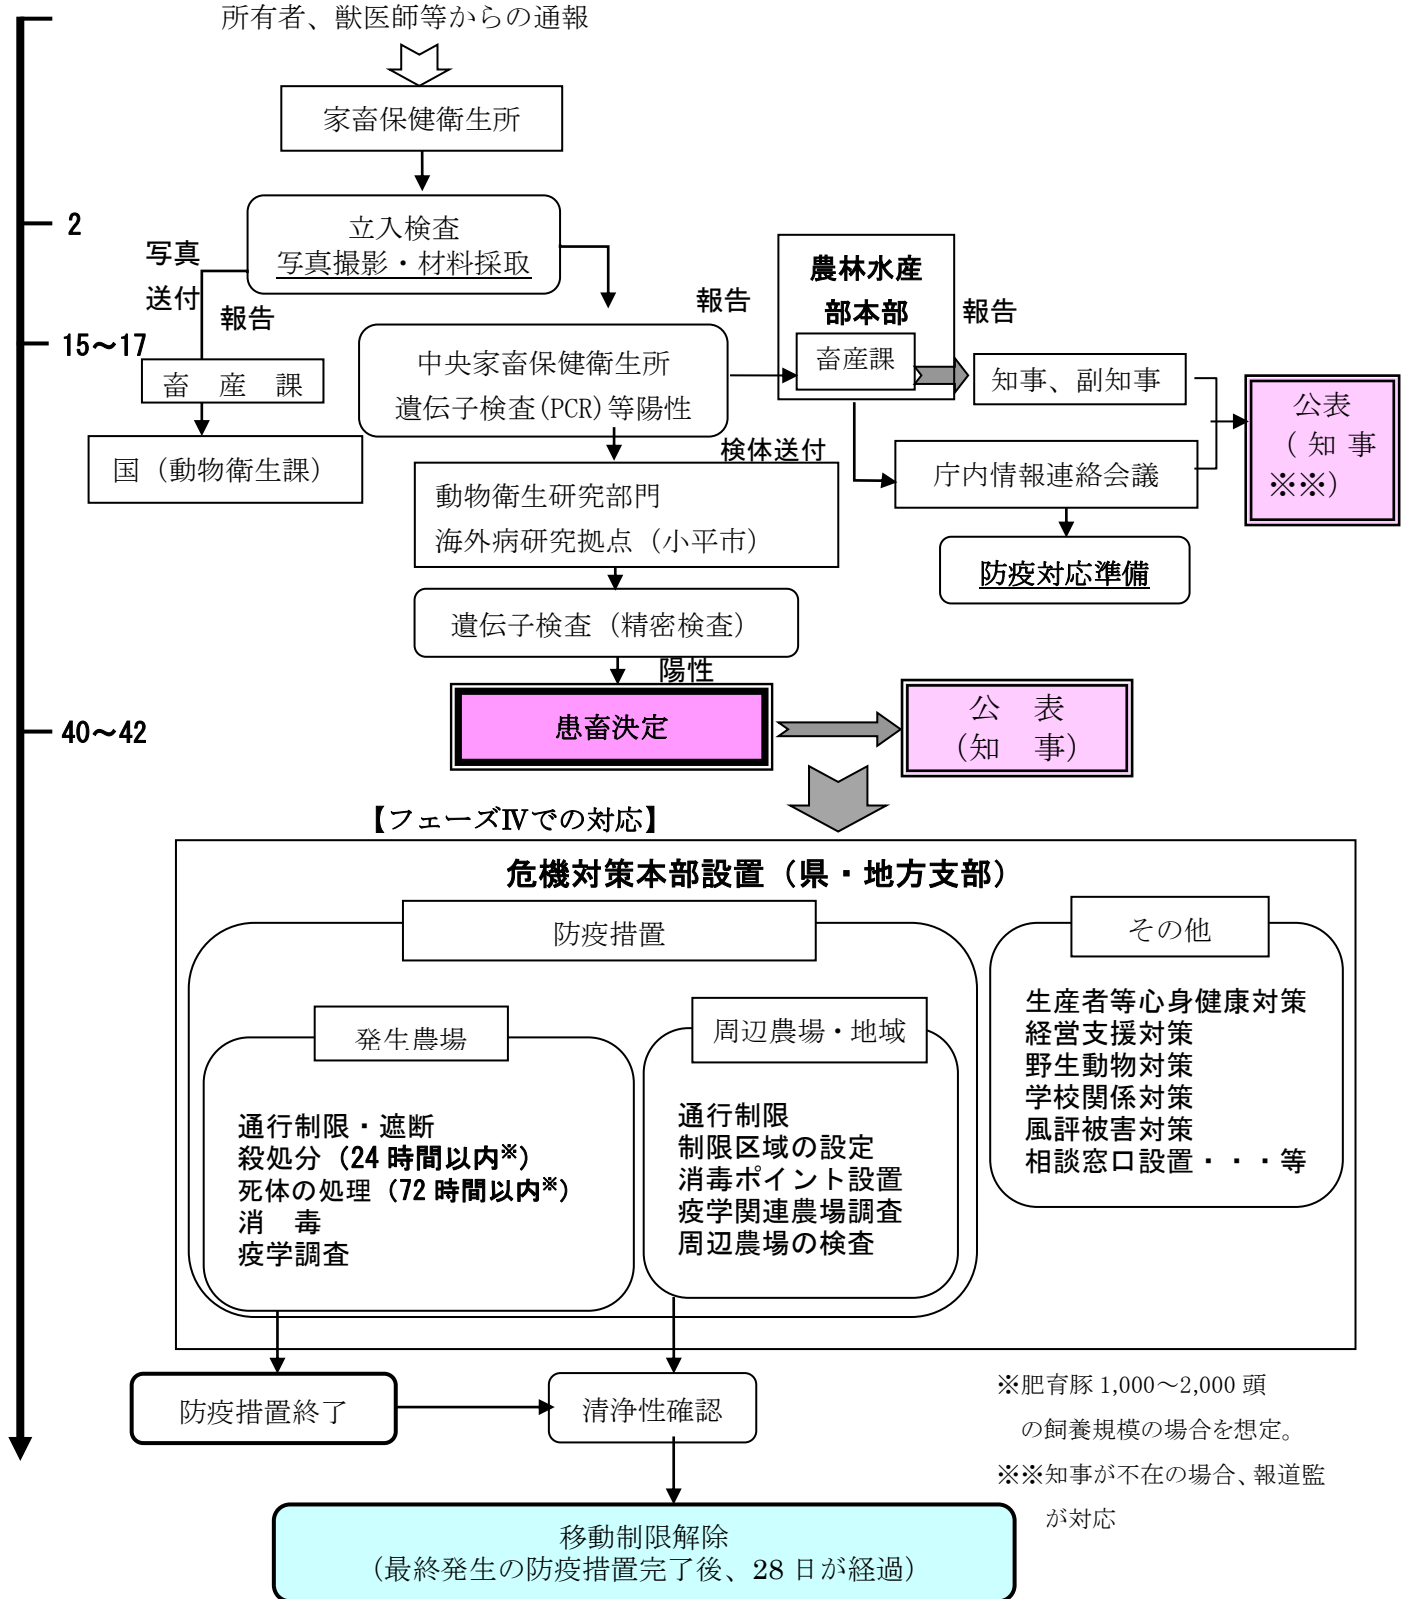 所有者、獣医師等からの通報
家畜保健衛生所
2
立入検査
写真撮影・材料採取
写真
送付
報告
15～17
畜　産　課
国（動物衛生課）
中央家畜保健衛生所
遺伝子検査(PCR)等陽性
報告
農林水産
部本部
畜産課
報告
知事、副知事
公表
（ 知 事
※※）
検体送付
庁内情報連絡会議
動物衛生研究部門
海外病研究拠点（小平市）
防疫対応準備
遺伝子検査（精密検査）
陽性
40～42
患畜決定
公　表
（知　事）
【フェーズⅣでの対応】
危機対策本部設置（県・地方支部）
防疫措置
発生農場
通行制限・遮断
殺処分（24 時間以内※）
死体の処理（72 時間以内※）
消　毒
疫学調査
周辺農場・地域
通行制限
制限区域の設定
消毒ポイント設置
疫学関連農場調査
周辺農場の検査
その他
生産者等心身健康対策
経営支援対策
野生動物対策
学校関係対策
風評被害対策
相談窓口設置・・・等
防疫措置終了
清浄性確認
※肥育豚 1,000～2,000 頭
の飼養規模の場合を想定。
※※知事が不在の場合、報道監
が対応
移動制限解除
（最終発生の防疫措置完了後、28 日が経過）